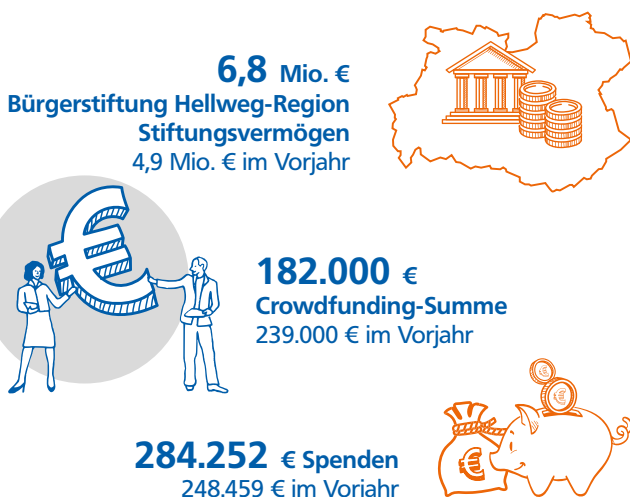 6,8 Mio. €
Bürgerstiftung Hellweg-Region
Stiftungsvermögen
4,9 Mio. € im Vorjahr
182.000 €
Crowdfunding-Summe
239.000 € im Vorjahr
284.252 € Spenden
248.459 € im Vorjahr